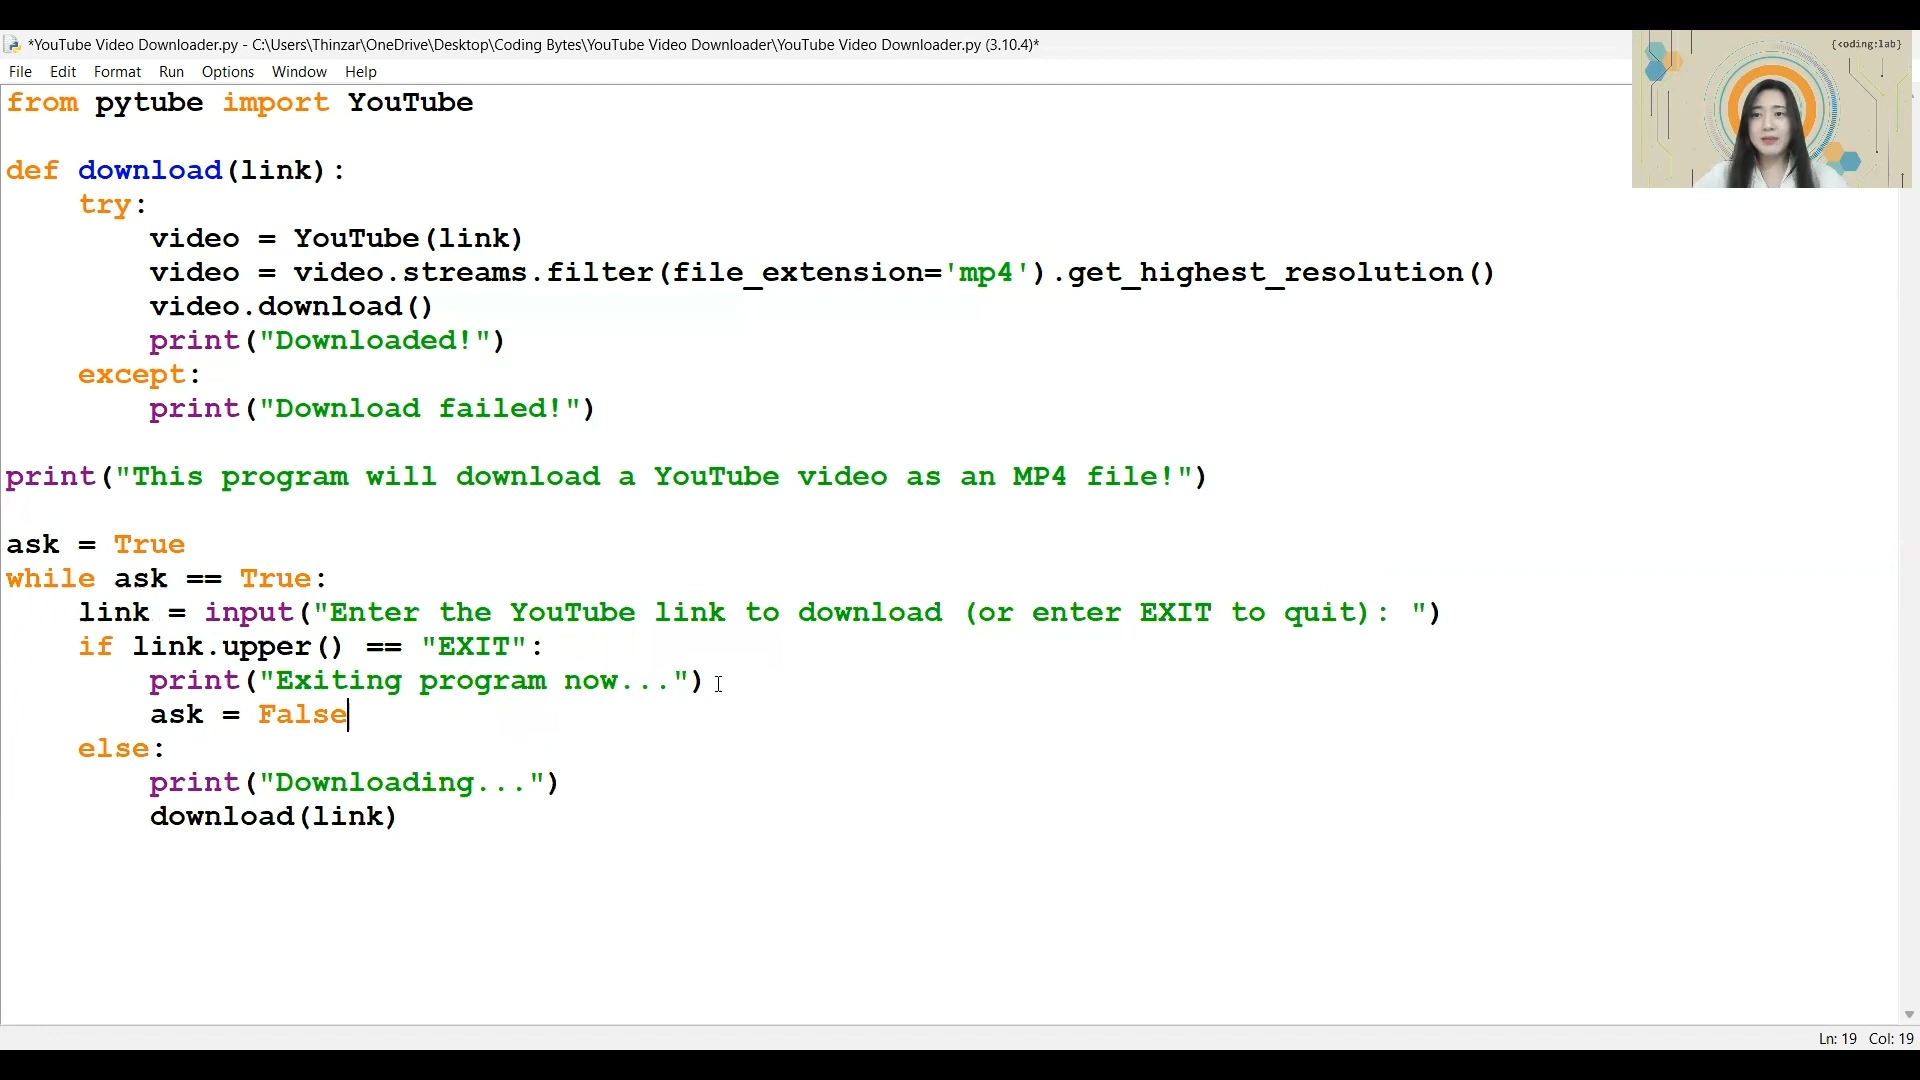 *YouTube Video Downloader.py - C:\Users\Thinzar\OneDrive\Desktop\Coding Bytes\YouTube Video Downloader\YouTube Video Downloader.py (3.10.4)*
{<oding:lab}
File Edit Format Run Options Window Help
from pytube import YouTube
def download(link):
    try:
        video = YouTube(link)
        video = video.streams.filter(file_extension='mp4').get_highest_resolution()
        video.download()
        print("Downloaded!")
    except:
        print("Download failed!")
print("This program will download a YouTube video as an MP4 file!")
ask = True
while ask == True:
    link = input("Enter the YouTube link to download (or enter EXIT to quit): ")
    if link.upper() == "EXIT":
        print("Exiting program now...")
        ask = False
    else:
        print("Downloading...")
        download(link)
Ln: 19 Col: 19